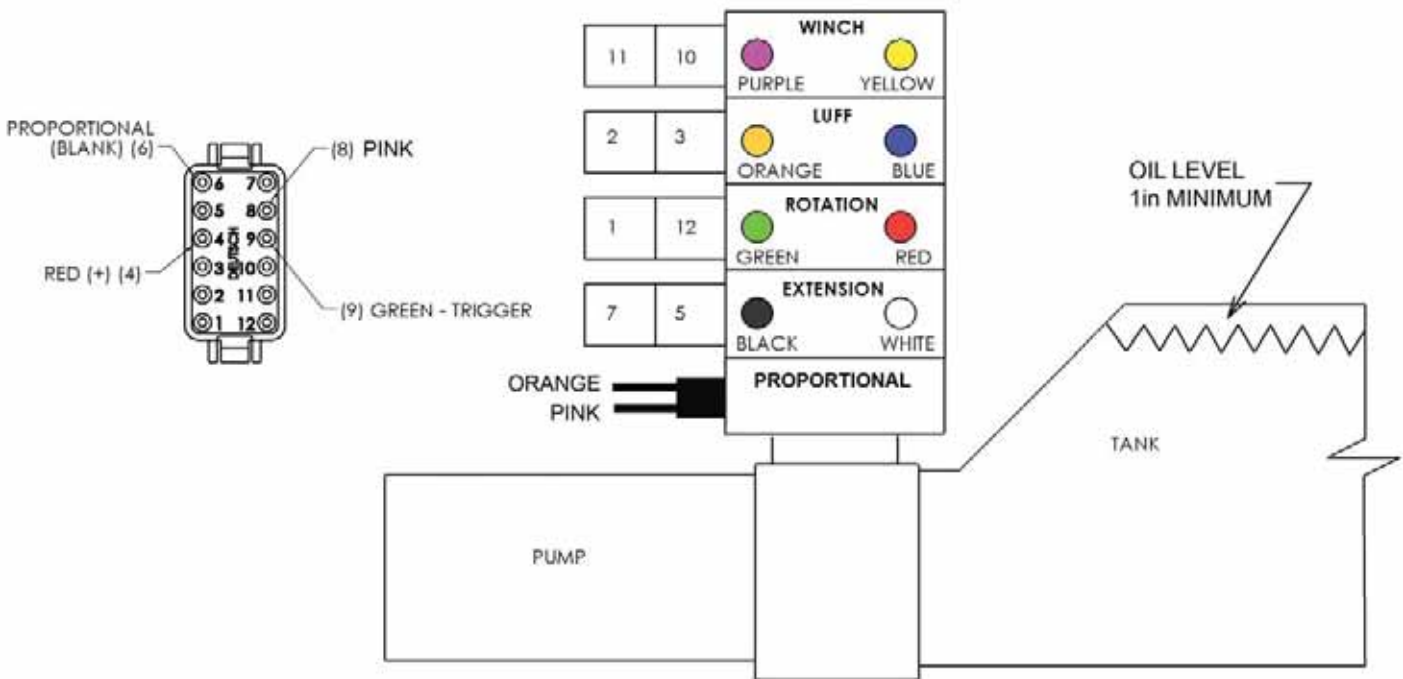 PROPORTIONAL
(BLANK) (6)
(8) PINK
RED (+) (4)
(9) GREEN - TRIGGER
6 7
5 8
4 9
3 10
2 11
1 12
DEUTSCH
11 10
WINCH
PURPLE YELLOW
2 3
LUFF
ORANGE BLUE
1 12
ROTATION
GREEN RED
7 5
EXTENSION
BLACK WHITE
ORANGE
PINK
PROPORTIONAL
OIL LEVEL
1in MINIMUM
TANK
PUMP